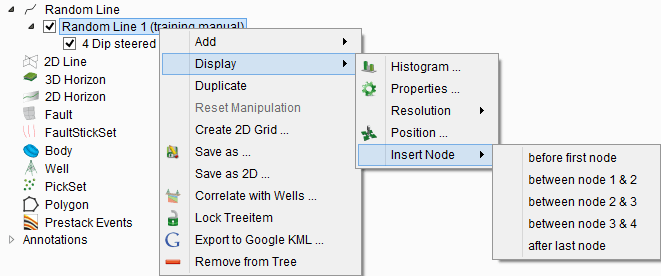 Random Line
Random Line 1 (training manual)
4 Dip steered
2D Line
3D Horizon
2D Horizon
Fault
FaultStickSet
Body
Well
PickSet
Polygon
Prestack Events
Annotations
Add
Display
Duplicate
Reset Manipulation
Create 2D Grid ...
Save as ...
Save as 2D ...
Correlate with Wells ...
Lock Treeitem
Export to Google KML ...
Remove from Tree
Histogram ...
Properties ...
Resolution
Position ...
Insert Node
before first node
between node 1 & 2
between node 2 & 3
between node 3 & 4
after last node